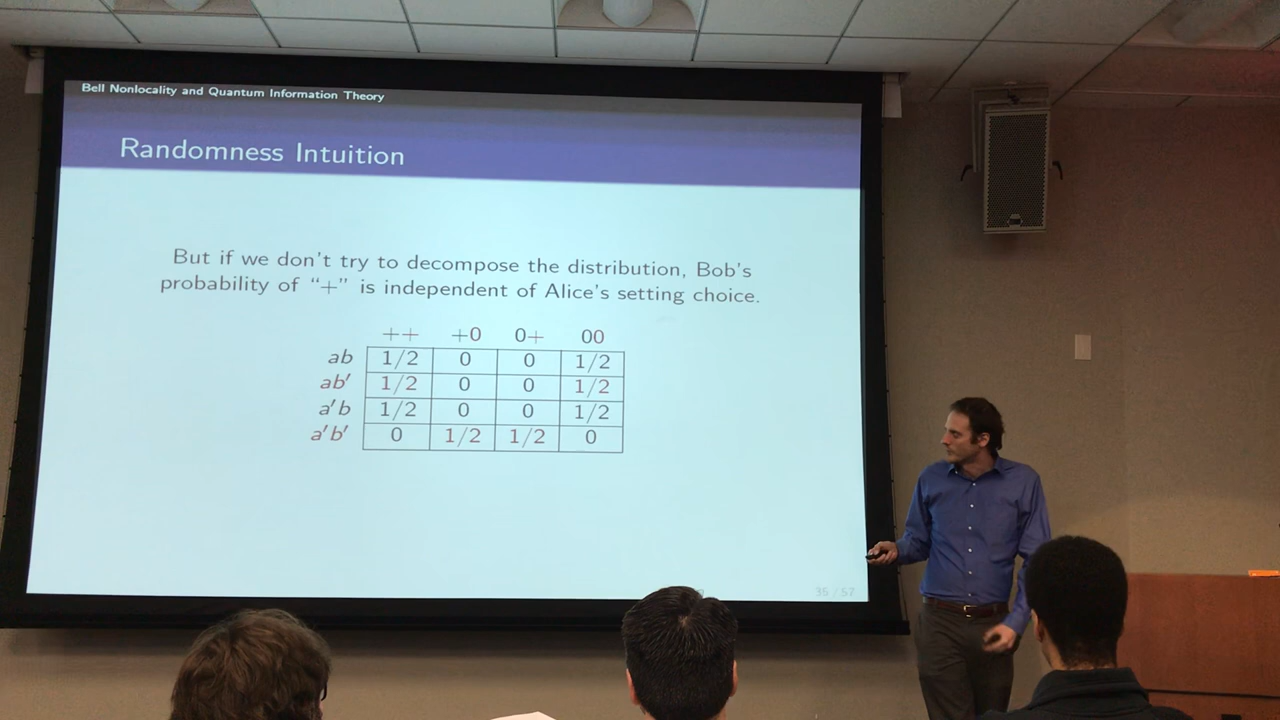 Bell Nonlocality and Quantum Information Theory
Randomness Intuition
But if we don't try to decompose the distribution, Bob's
probability of “+” is independent of Alice's setting choice.
++ +0 0+ 00
ab 1/2 0 0 1/2
ab′ 1/2 0 0 1/2
a′b 1/2 0 0 1/2
a′b′ 0 1/2 1/2 0
35 / 57